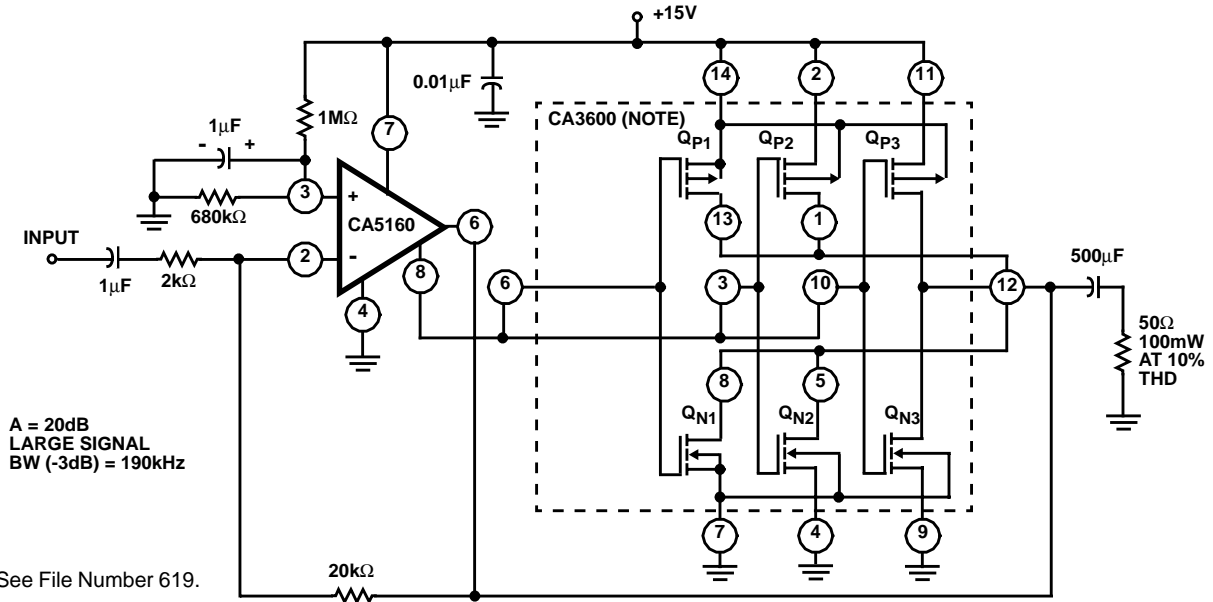 +15V
14
2
11
0.01μF
1MΩ
7
CA3600 (NOTE)
1μF
- +
QP1
QP2
QP3
3
+
680kΩ
CA5160
6
13
1
INPUT
500μF
1μF
2kΩ
2
-
8
6
3
10
12
4
50Ω
100mW
AT 10%
THD
8
5
A = 20dB
LARGE SIGNAL
BW (-3dB) = 190kHz
QN1
QN2
QN3
7
4
9
See File Number 619.
20kΩ